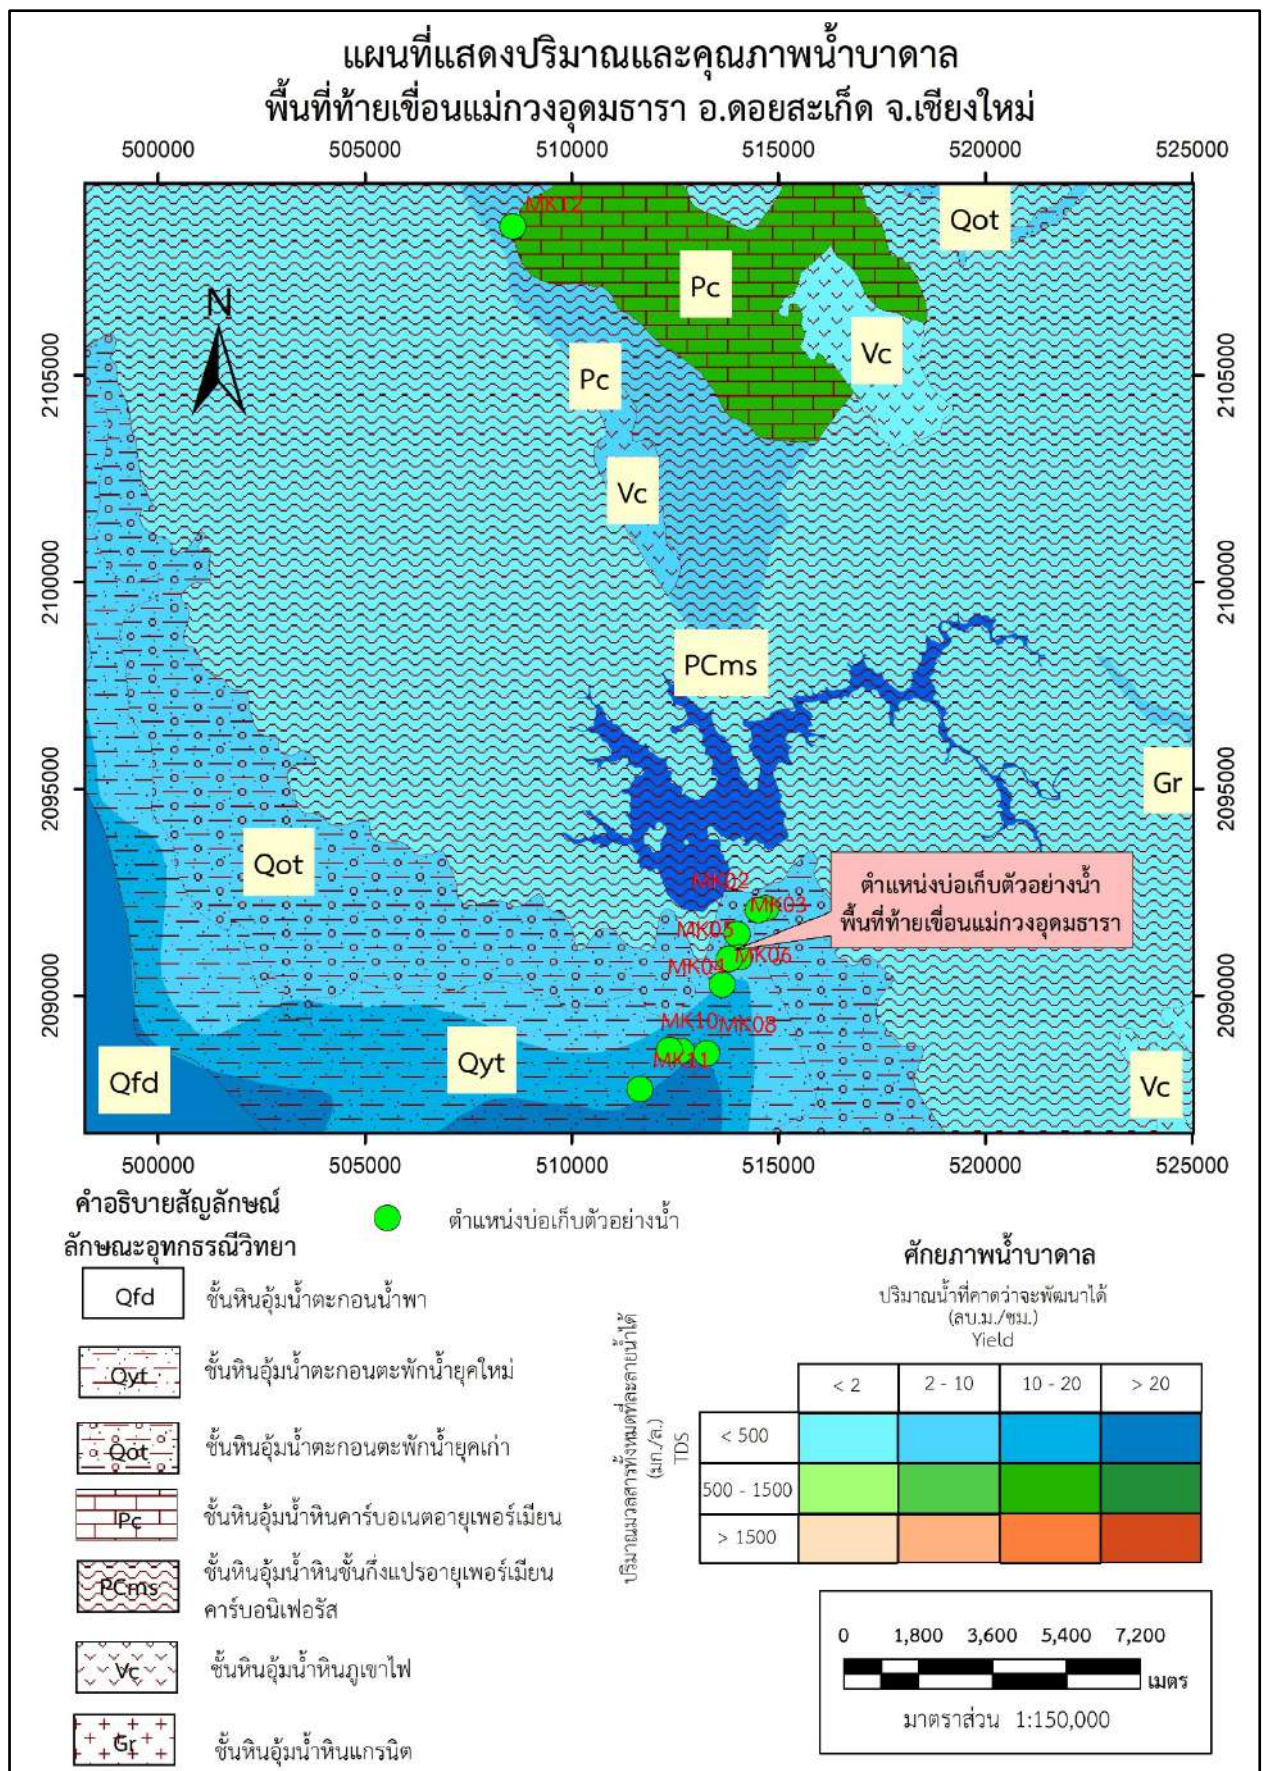 แผนที่แสดงปริมาณและคุณภาพน้ำบาดาล
พื้นที่ท้ายเขื่อนแม่กวงอุดมธารา อ.ดอยสะเก็ด จ.เชียงใหม่
500000 505000 510000 515000 520000 525000
MK12
Qot
Pc
N
Vc
Pc
2105000 2105000
Vc
2100000 2100000
PCms
Gr
2095000 2095000
Qot
MK02
MK03
ตำแหน่งบ่อเก็บตัวอย่างน้ำ
พื้นที่ท้ายเขื่อนแม่กวงอุดมธารา
MK05
MK06
MK04
2090000 2090000
MK10
MK08
MK11
Qyt
Qfd
Vc
500000 505000 510000 515000 520000 525000
คำอธิบายสัญลักษณ์
ตำแหน่งบ่อเก็บตัวอย่างน้ำ
ลักษณะอุทกธรณีวิทยา
Qfd ชั้นหินอุ้มน้ำตะกอนน้ำพา
Qyt ชั้นหินอุ้มน้ำตะกอนตะพักน้ำยุคใหม่
Qot ชั้นหินอุ้มน้ำตะกอนตะพักน้ำยุคเก่า
Pc ชั้นหินอุ้มน้ำหินคาร์บอเนตอายุเพอร์เมียน
PCms ชั้นหินอุ้มน้ำหินชั้นกึ่งแปรอายุเพอร์เมียน
คาร์บอนิเฟอรัส
Vc ชั้นหินอุ้มน้ำหินภูเขาไฟ
Gr ชั้นหินอุ้มน้ำหินแกรนิต
ศักยภาพน้ำบาดาล
ปริมาณน้ำที่คาดว่าจะพัฒนาได้
(ลบ.ม./ชม.)
Yield
ปริมาณมวลสารทั้งหมดที่ละลายน้ำได้
(มก./ล.)
TDS
< 2 2 - 10 10 - 20 > 20
< 500
500 - 1500
> 1500
0 1,800 3,600 5,400 7,200
เมตร
มาตราส่วน 1:150,000